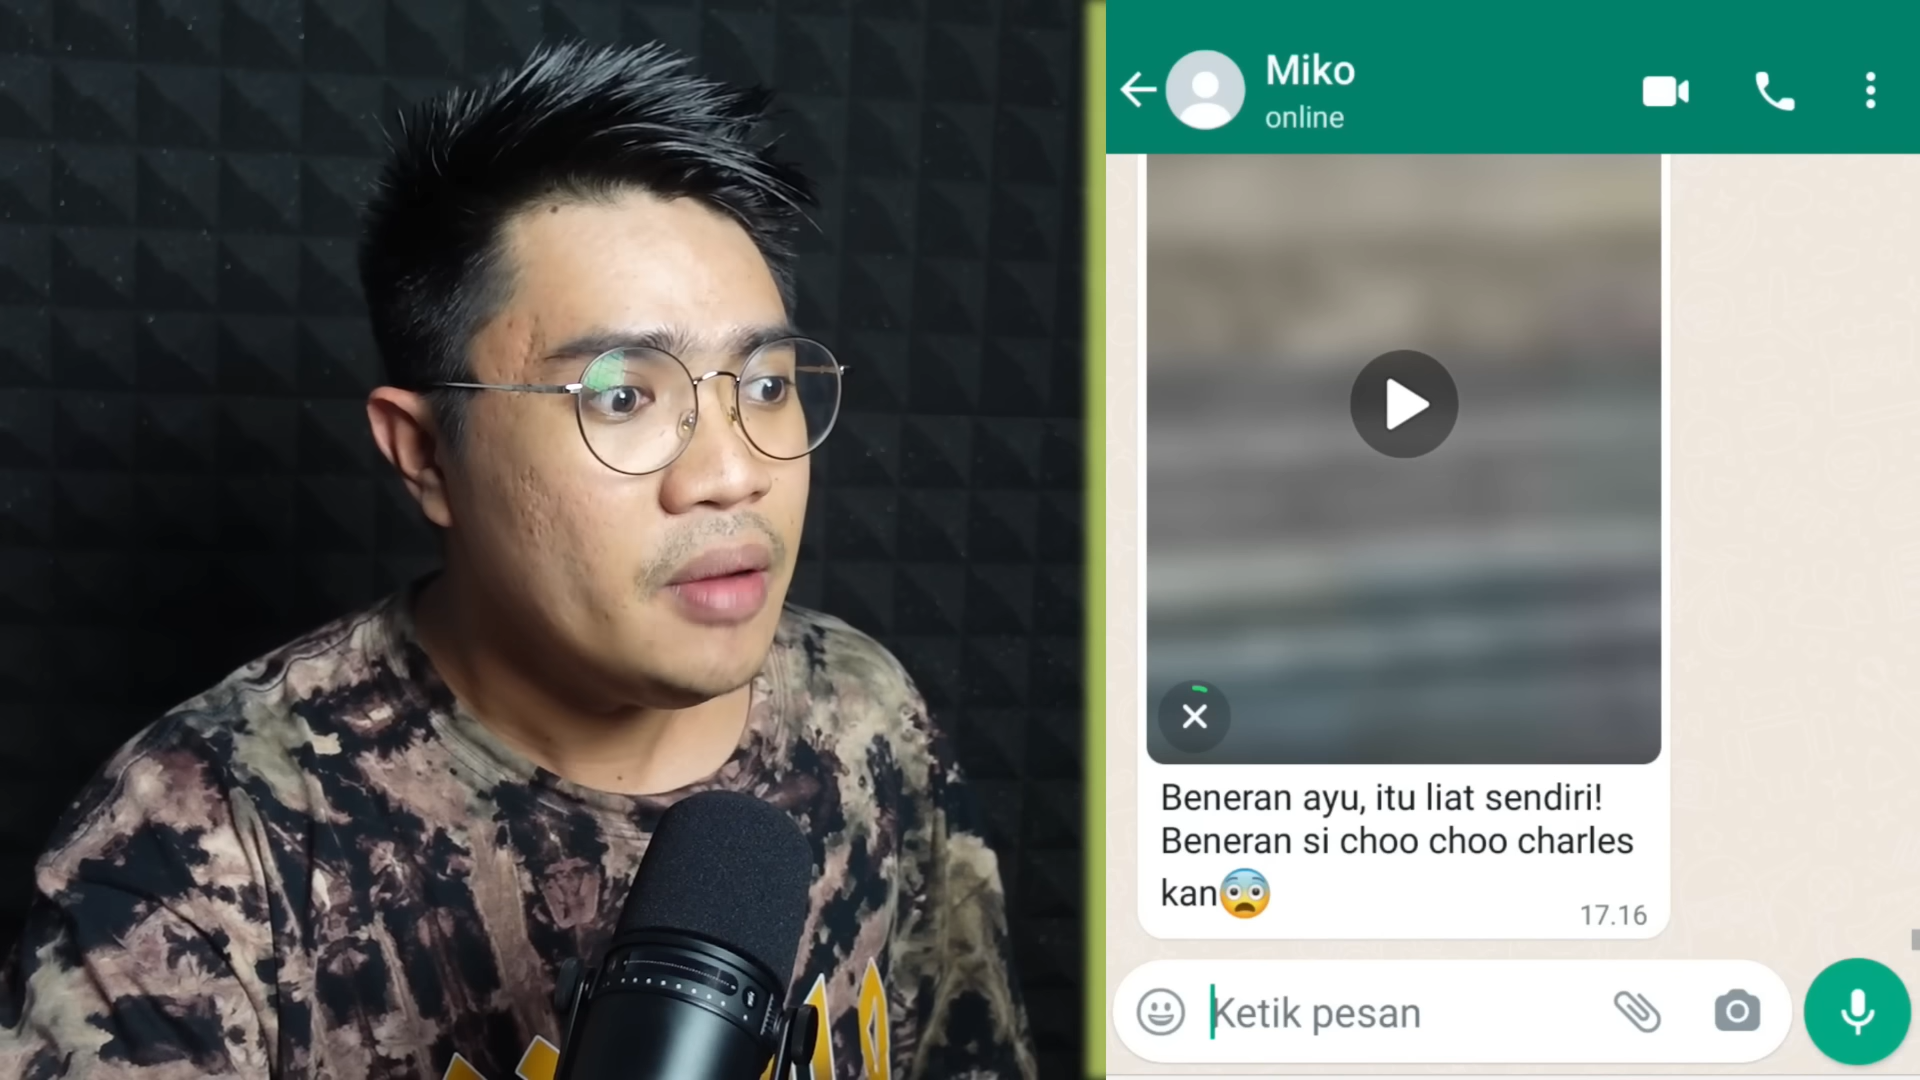 Miko
online
Beneran ayu, itu liat sendiri!
Beneran si choo choo charles
kan😨
17.16
Ketik pesan